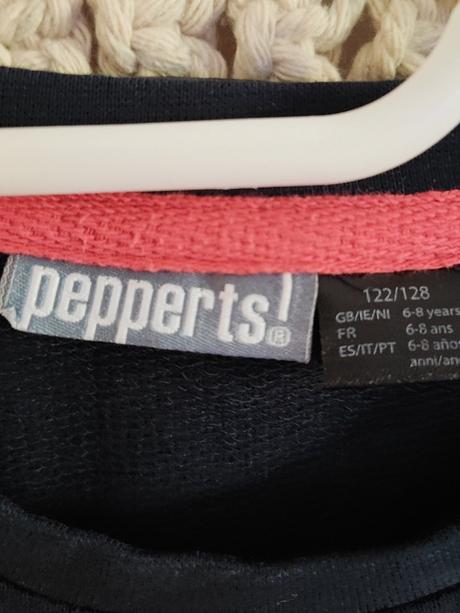 pepperts!®
122/128
GB/IE/NI 6-8 years
FR 6-8 ans
ES/IT/PT 6-8 años
anni/